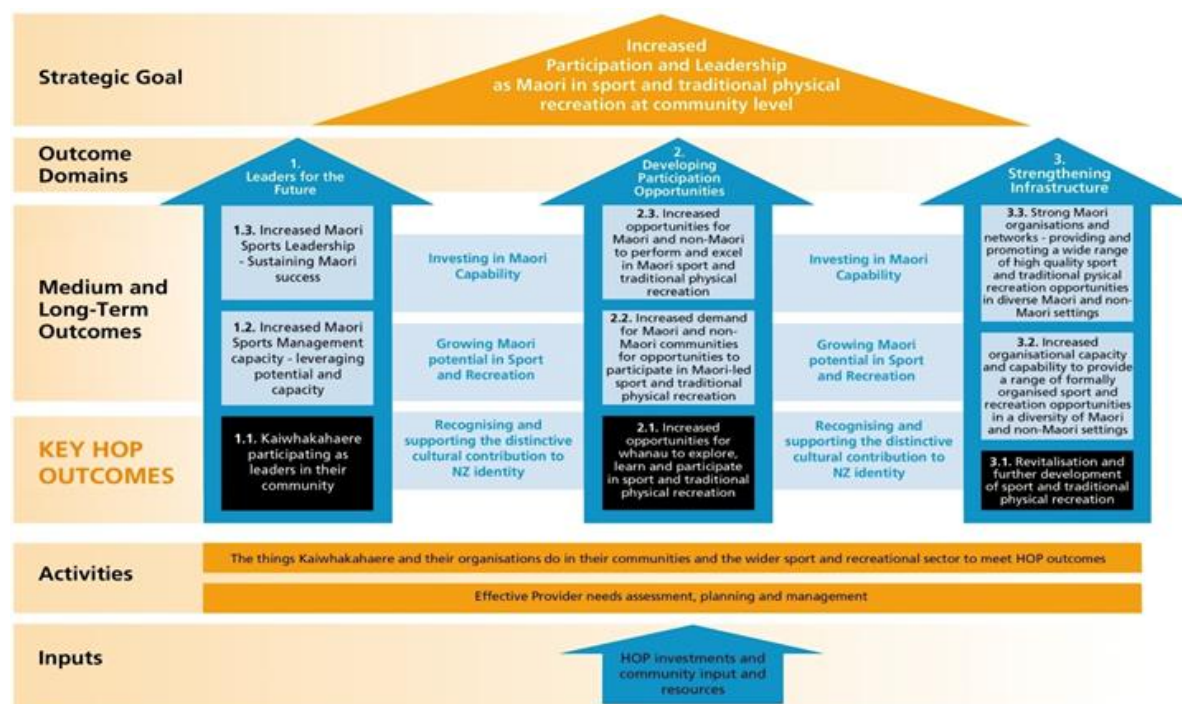 Strategic Goal
Increased
Participation and Leadership
as Maori in sport and traditional physical
recreation at community level
Outcome
Domains
1.
Leaders for the
Future
2.
Developing
Participation
Opportunities
3.
Strengthening
Infrastructure
Medium and
Long-Term
Outcomes
1.3. Increased Maori
Sports Leadership
- Sustaining Maori
success
Investing in Maori
Capability
2.3. Increased
opportunities for
Maori and non-Maori
to perform and excel
in Maori sport and
traditional physical
recreation
Investing in Maori
Capability
3.3. Strong Maori
organisations and
networks - providing and
promoting a wide range
of high quality sport
and traditional pysical
recreation opportunities
in diverse Maori and non-
Maori settings
1.2. Increased Maori
Sports Management
capacity - leveraging
potential and
capacity
Growing Maori
potential in Sport
and Recreation
2.2. Increased demand
for Maori and non-
Maori communities
for opportunities to
participate in Maori-led
sport and traditional
physical recreation
Growing Maori
potential in Sport
and Recreation
3.2. Increased
organisational capacity
and capability to provide
a range of formally
organised sport and
recreation opportunities
in a diversity of Maori
and non-Maori settings
KEY HOP
OUTCOMES
1.1. Kaiwhakahaere
participating as
leaders in their
community
Recognising and
supporting the distinctive
cultural contribution to
NZ identity
2.1. Increased
opportunities for
whanau to explore,
learn and participate
in sport and traditional
physical recreation
Recognising and
supporting the distinctive
cultural contribution to
NZ identity
3.1. Revitalisation and
further development
of sport and traditional
physical recreation
Activities
The things Kaiwhakahaere and their organisations do in their communities and the wider sport and recreational sector to meet HOP outcomes
Effective Provider needs assessment, planning and management
Inputs
HOP investments and
community input and
resources